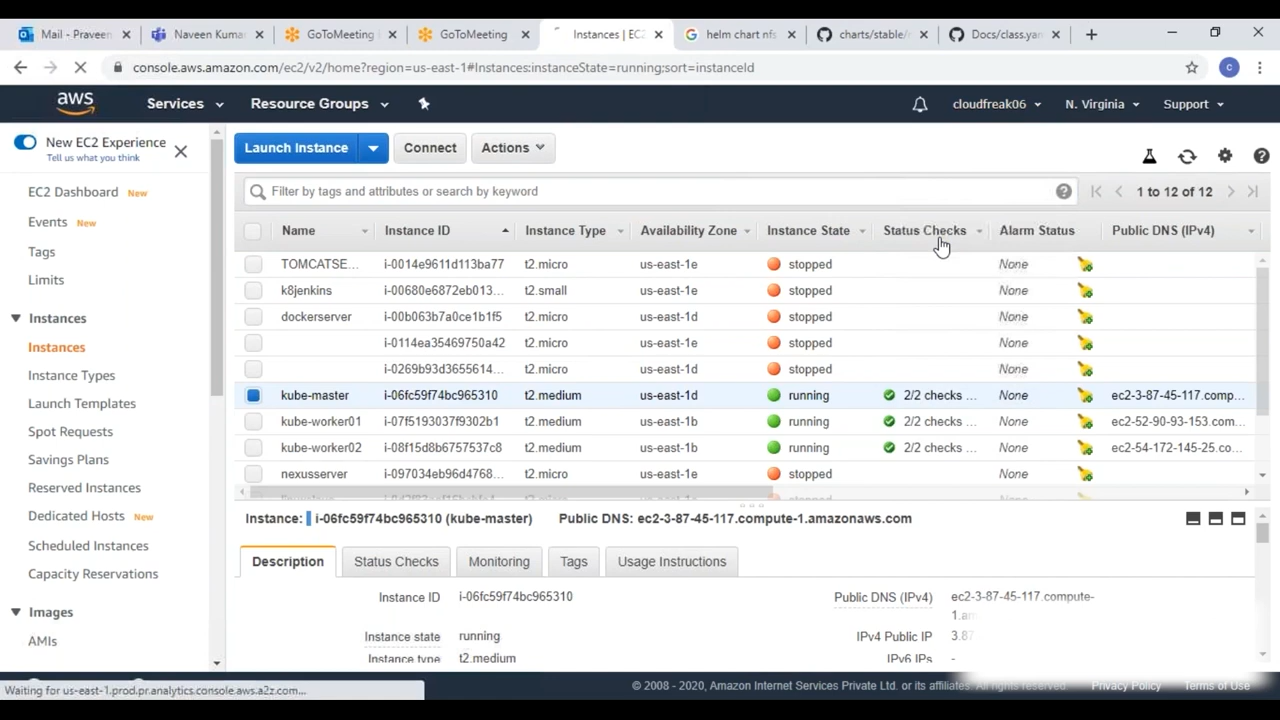 Mail - Praveen
Naveen Kumar
GoToMeeting
GoToMeeting
Instances | EC2
helm chart nfs
charts/stable/
Docs/class.yam
console.aws.amazon.com/ec2/v2/home?region=us-east-1#Instances:instanceState=running;sort=instanceId
C
aws
Services
Resource Groups
cloudfreak06
N. Virginia
Support
New EC2 Experience
Tell us what you think
EC2 Dashboard New
Events New
Tags
Limits
Instances
Instances
Instance Types
Launch Templates
Spot Requests
Savings Plans
Reserved Instances
Dedicated Hosts New
Scheduled Instances
Capacity Reservations
Images
AMIs
Launch Instance
Connect
Actions
Filter by tags and attributes or search by keyword
1 to 12 of 12
Name Instance ID Instance Type Availability Zone Instance State Status Checks Alarm Status Public DNS (IPv4)
TOMCATSE... i-0014e9611d113ba77 t2.micro us-east-1e stopped None
k8jenkins i-00680e6872eb013... t2.small us-east-1e stopped None
dockerserver i-00b063b7a0ce1b1f5 t2.micro us-east-1d stopped None
i-0114ea35469750a42 t2.micro us-east-1d stopped None
i-0269b93d3655614... t2.micro us-east-1d stopped None
kube-master i-06fc59f74bc965310 t2.medium us-east-1d running 2/2 checks ... None ec2-3-87-45-117.comp...
kube-worker01 i-07f5193037f9302b1 t2.medium us-east-1b running 2/2 checks ... None ec2-52-90-93-153.com...
kube-worker02 i-08f15d8b6757537c8 t2.medium us-east-1b running 2/2 checks ... None ec2-54-172-145-25.co...
nexusserver i-097034eb96d4768... t2.micro us-east-1e stopped None
Instance: i-06fc59f74bc965310 (kube-master) Public DNS: ec2-3-87-45-117.compute-1.amazonaws.com
Description
Status Checks
Monitoring
Tags
Usage Instructions
Instance ID i-06fc59f74bc965310
Public DNS (IPv4) ec2-3-87-45-117.compute-
1.am
Instance state running
IPv4 Public IP 3.87
Instance type t2.medium
IPv6 IPs -
Waiting for us-east-1.prod.pr.analytics.console.aws.a2z.com...
© 2008 - 2020, Amazon Internet Services Private Ltd. or its affiliates. All rights reserved.
Privacy Policy
Terms of Use